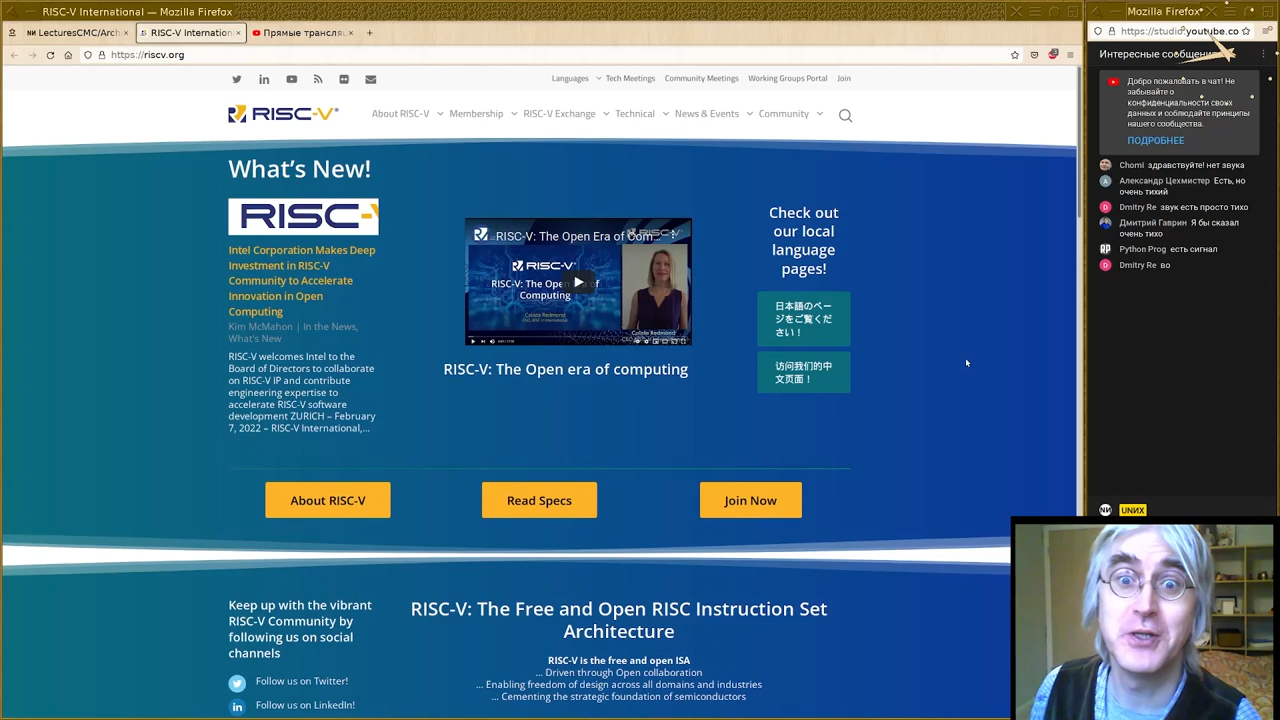 RISC-V International — Mozilla Firefox
LecturesCMC/Arch
RISC-V Internation
Прямые трансляц
https://riscv.org
Languages
Tech Meetings
Community Meetings
Working Groups Portal
Join
RISC-V®
About RISC-V
Membership
RISC-V Exchange
Technical
News & Events
Community
What's New!
RISC-V
Intel Corporation Makes Deep
Investment in RISC-V
Community to Accelerate
Innovation in Open
Computing
Kim McMahon | In the News,
What's New
RISC-V welcomes Intel to the
Board of Directors to collaborate
on RISC-V IP and contribute
engineering expertise to
accelerate RISC-V software
development ZURICH – February
7, 2022 – RISC-V International,...
RISC-V: The Open Era of Com...
RISC-V
RISC-V: The Open Era of
Computing
Calista Redmond
Calista Redmond
RISC-V: The Open era of computing
Check out
our local
language
pages!
日本語のペー
ジをご覧くだ
さい！
访问我们的中
文页面！
About RISC-V
Read Specs
Join Now
Keep up with the vibrant
RISC-V Community by
following us on social
channels
Follow us on Twitter!
Follow us on LinkedIn!
RISC-V: The Free and Open RISC Instruction Set
Architecture
RISC-V is the free and open ISA
... Driven through Open collaboration
... Enabling freedom of design across all domains and industries
... Cementing the strategic foundation of semiconductors
Mozilla Firefox
https://studio.youtube.co
Интересные сообщения
Добро пожаловать в чат! Не
забывайте о
конфиденциальности своих
данных и соблюдайте принципы
нашего сообщества.
ПОДРОБНЕЕ
Chomi здравствуйте! нет звука
Александр Цехмистер Есть, но
очень тихий
Dmitry Re звук есть просто тихо
Дмитрий Гаврин Я бы сказал
очень тихо
Python Prog есть сигнал
Dmitry Re во
UNИX